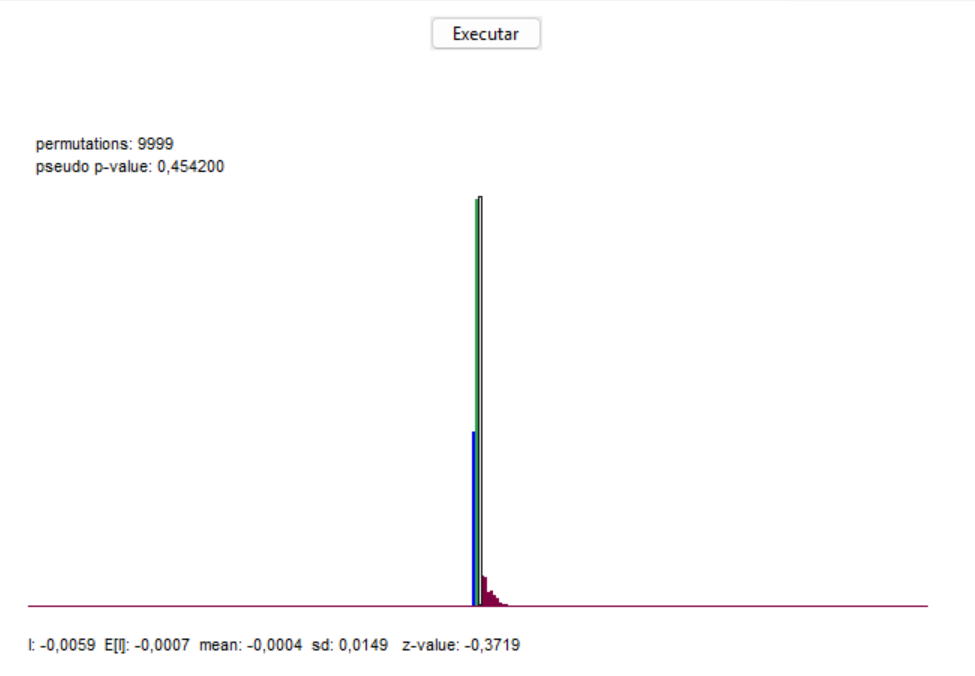 Executar
permutations: 9999
pseudo p-value: 0,454200
I: -0,0059 E[I]: -0,0007 mean: -0,0004 sd: 0,0149 z-value: -0,3719